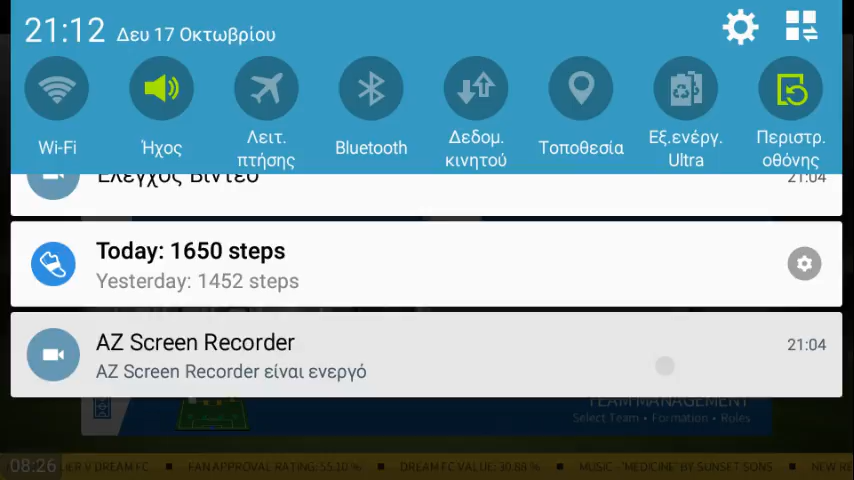 21:12 Δευ 17 Οκτωβρίου
Wi-Fi
Ήχος
Λειτ.
πτήσης
Bluetooth
Δεδομ.
κινητού
Τοποθεσία
Εξ.ενέργ.
Ultra
Περιστρ.
οθόνης
Έλεγχος Βίντεο
21:04
Today: 1650 steps
Yesterday: 1452 steps
AZ Screen Recorder
21:04
AZ Screen Recorder είναι ενεργό
TEAM MANAGEMENT
Select Team • Formation • Roles
08:26
V DREAM FC ■ FAN APPROVAL RATING: 55.10 % ■ DREAM FC VALUE: 30.88 % ■ MUSIC - "MEDICINE" BY SUNSET SONS ■ NEW